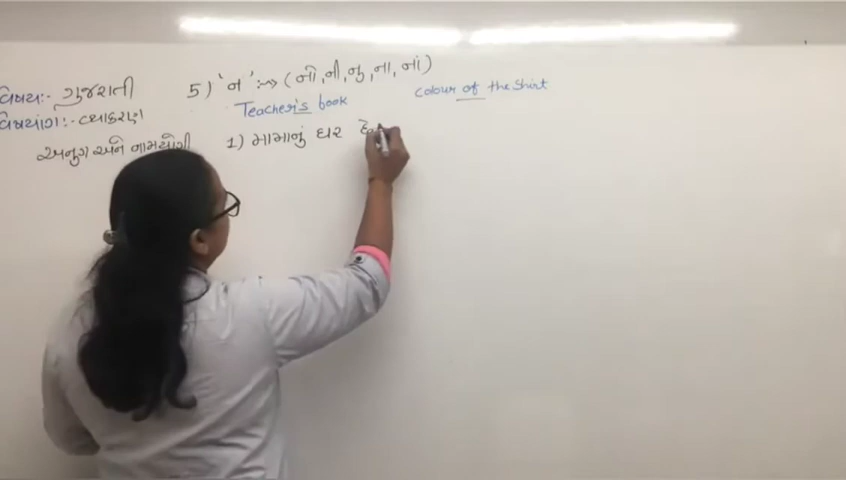 વિષય:- ગુજરાતી
વિષયાંગ:- વ્યાકરણ
અનુગ અને નામયોગી
5) 'ન' :→ (નો, ની, નુ, ના, નાં)
Teacher's book
Colour of the Shirt
1) મામાનું ઘર કે